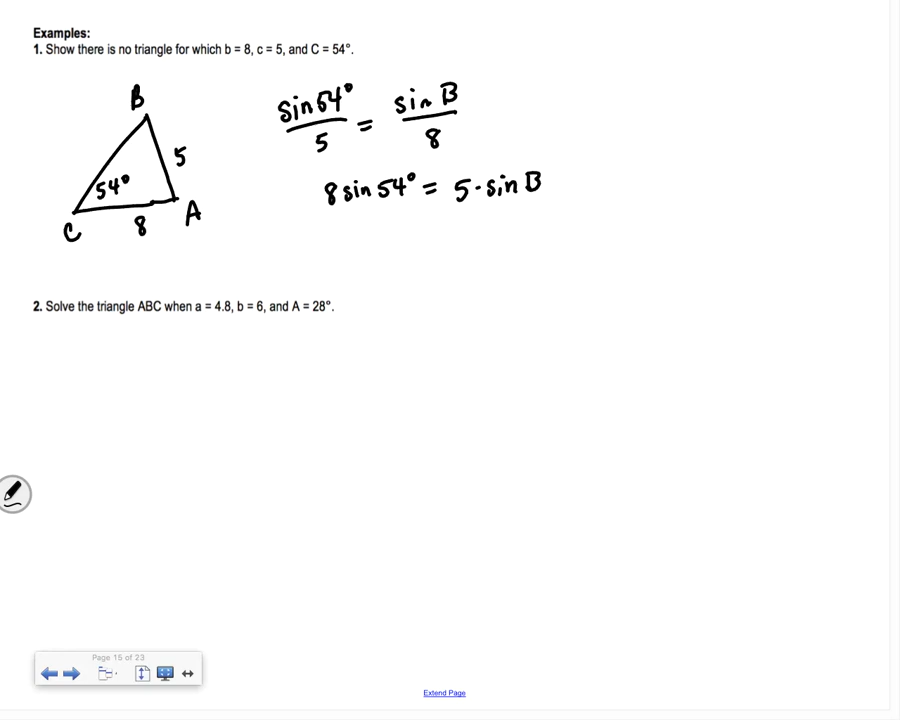 Examples:
1. Show there is no triangle for which b = 8, c = 5, and C = 54°.
B
5
54°
C
8
A
sin 54° / 5 = sin B / 8
8 sin 54° = 5 · sin B
2. Solve the triangle ABC when a = 4.8, b = 6, and A = 28°.
Page 15 of 23
Extend Page